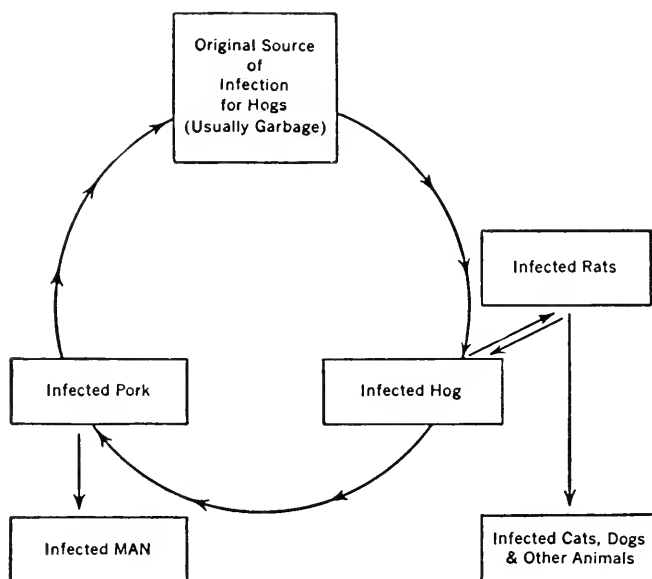 Original Source
of
Infection
for Hogs
(Usually Garbage)
Infected Rats
Infected Pork
Infected Hog
Infected MAN
Infected Cats, Dogs
& Other Animals